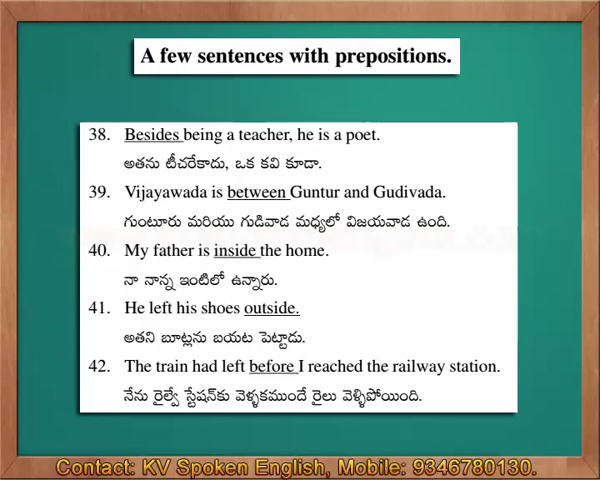 A few sentences with prepositions.
38. Besides being a teacher, he is a poet.
అతను టీచరేకాదు, ఒక కవి కూడా.
39. Vijayawada is between Guntur and Gudivada.
గుంటూరు మరియు గుడివాడ మధ్యలో విజయవాడ ఉంది.
40. My father is inside the home.
నా నాన్న ఇంటిలో ఉన్నారు.
41. He left his shoes outside.
అతని బూట్లను బయట పెట్టాడు.
42. The train had left before I reached the railway station.
నేను రైల్వే స్టేషన్‌కు వెళ్ళకముందే రైలు వెళ్ళిపోయింది.
Contact: KV Spoken English, Mobile: 9346780130.